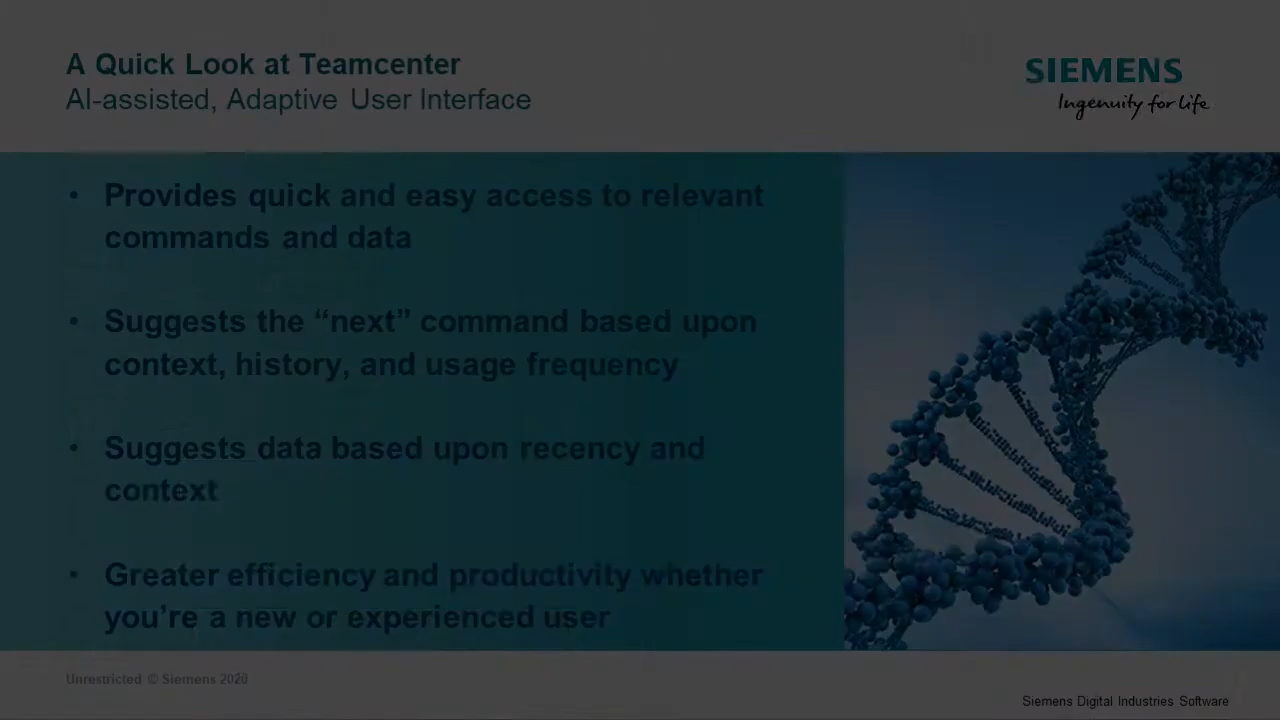 A Quick Look at Teamcenter
AI-assisted, Adaptive User Interface
SIEMENS
Ingenuity for life
• Provides quick and easy access to relevant
commands and data
• Suggests the “next” command based upon
context, history, and usage frequency
• Suggests data based upon recency and
context
• Greater efficiency and productivity whether
you’re a new or experienced user
Unrestricted © Siemens 2020
Siemens Digital Industries Software